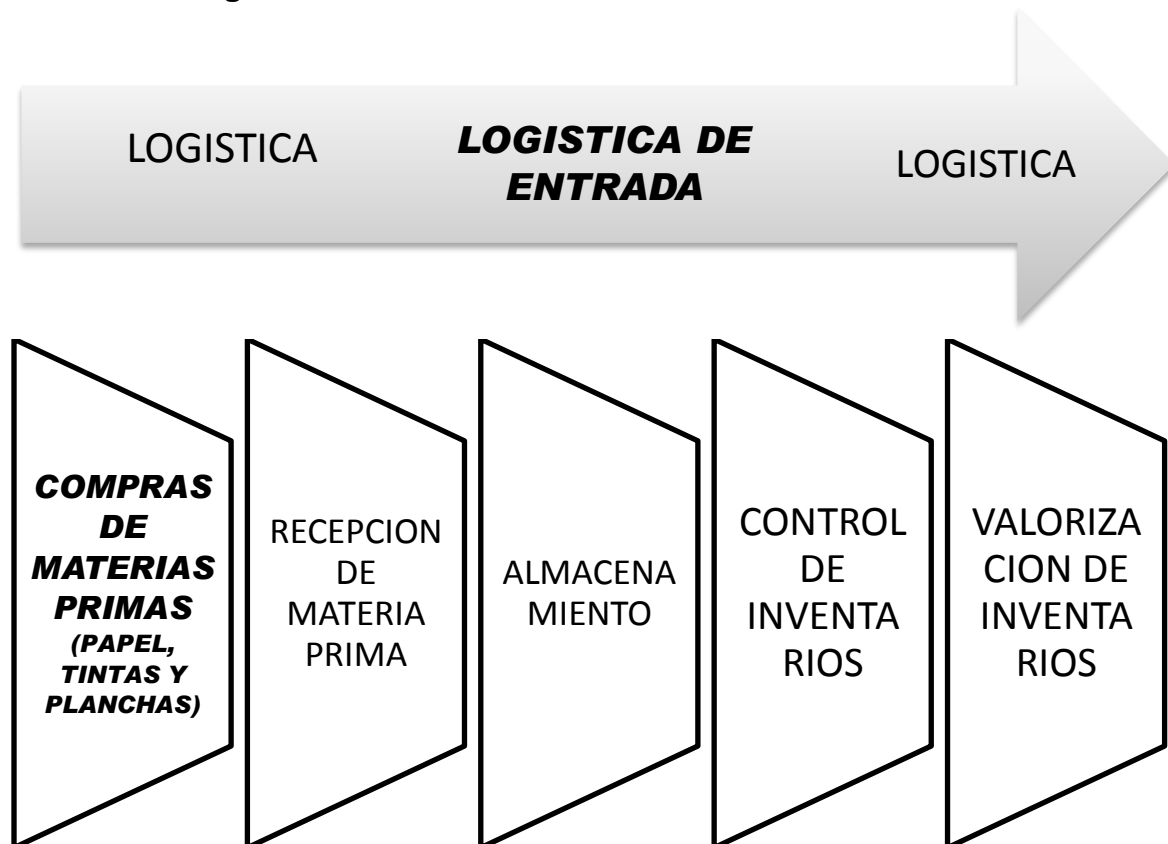 LOGISTICA
LOGISTICA DE
ENTRADA
LOGISTICA
COMPRAS
DE
MATERIAS
PRIMAS
(PAPEL,
TINTAS Y
PLANCHAS)
RECEPCION
DE
MATERIA
PRIMA
ALMACENA
MIENTO
CONTROL
DE
INVENTA
RIOS
VALORIZA
CION DE
INVENTA
RIOS